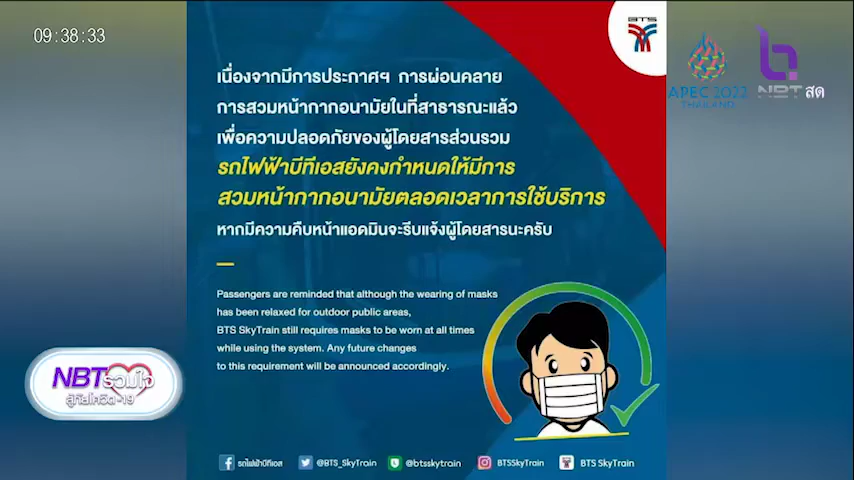 09:38:33
BTS
APEC 2022
THAILAND
NBT สด
เนื่องจากมีการประกาศฯ การผ่อนคลาย
การสวมหน้ากากอนามัยในที่สาธารณะแล้ว
เพื่อความปลอดภัยของผู้โดยสารส่วนรวม
รถไฟฟ้าบีทีเอสยังคงกำหนดให้มีการ
สวมหน้ากากอนามัยตลอดเวลาการใช้บริการ
หากมีความคืบหน้าแอดมินจะรีบแจ้งผู้โดยสารนะครับ
Passengers are reminded that although the wearing of masks
has been relaxed for outdoor public areas,
BTS SkyTrain still requires masks to be worn at all times
while using the system. Any future changes
to this requirement will be announced accordingly.
NBT รวมใจ
สู้ภัยโควิด-19
รถไฟฟ้าบีทีเอส @BTS_SkyTrain @btsskytrain BTSSkyTrain BTS SkyTrain